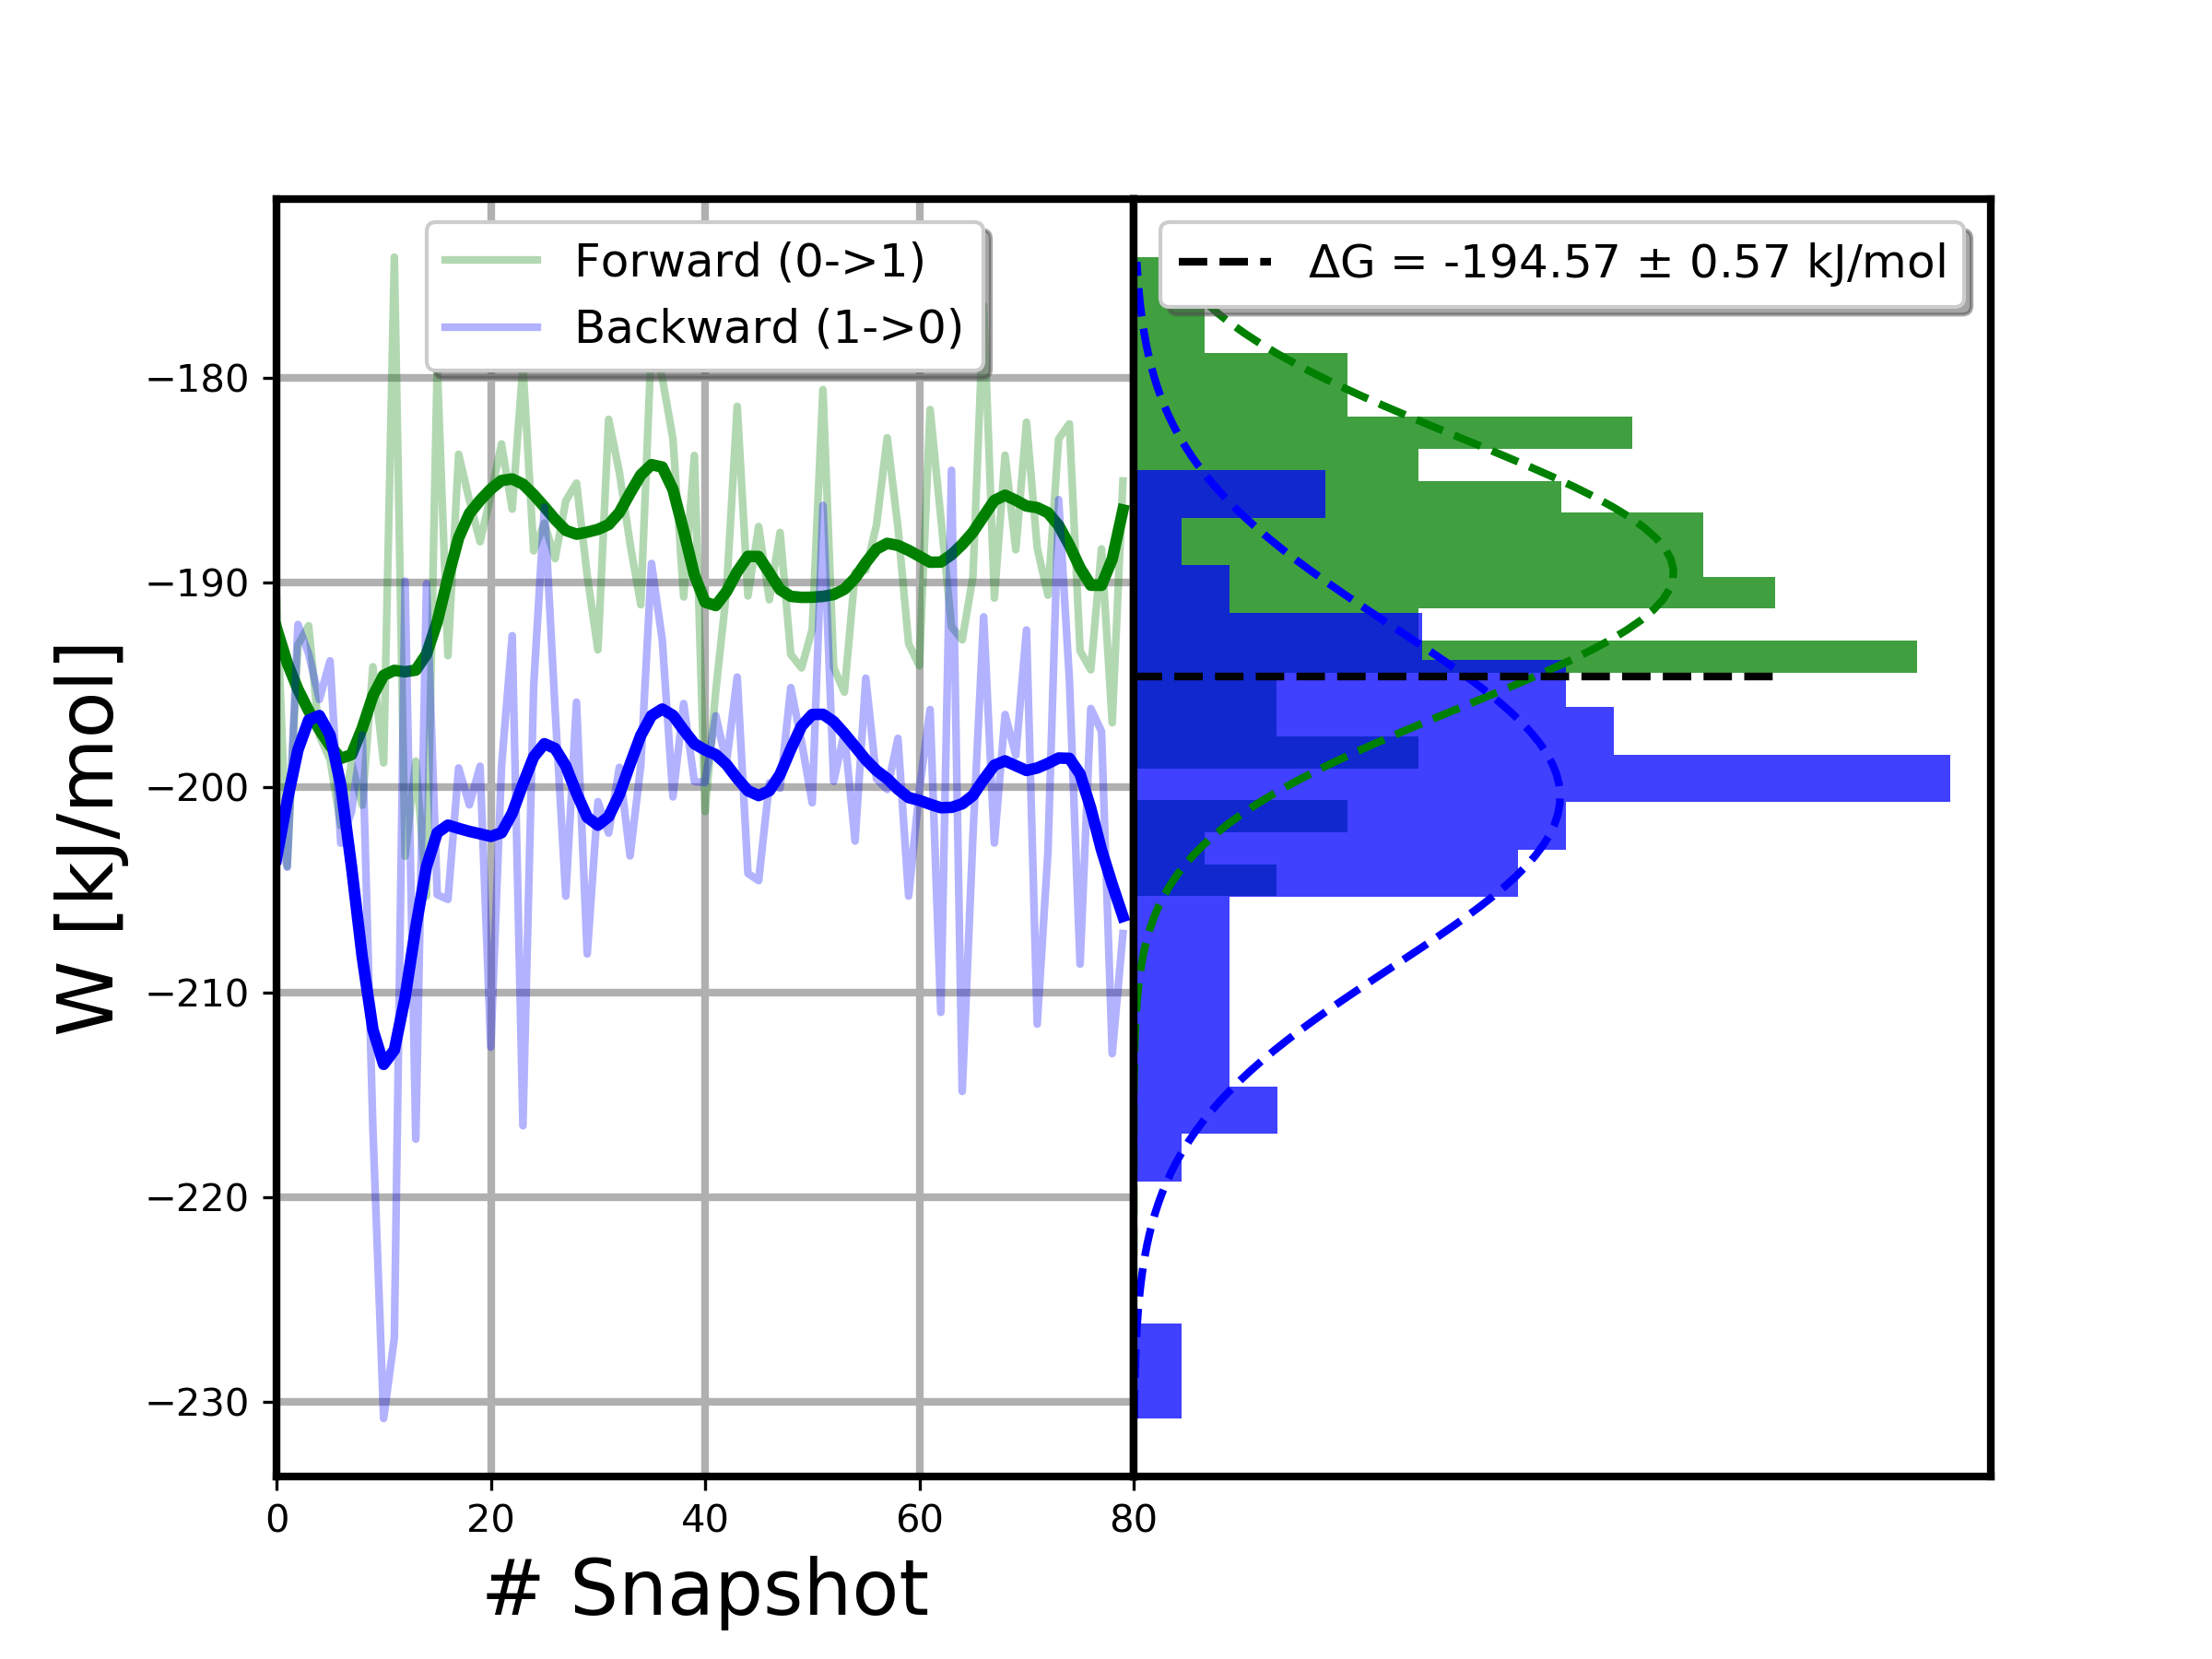 Forward (0->1)
Backward (1->0)
ΔG = -194.57 ± 0.57 kJ/mol
W [kJ/mol]
−180
−190
−200
−210
−220
−230
0 20 40 60 80
# Snapshot